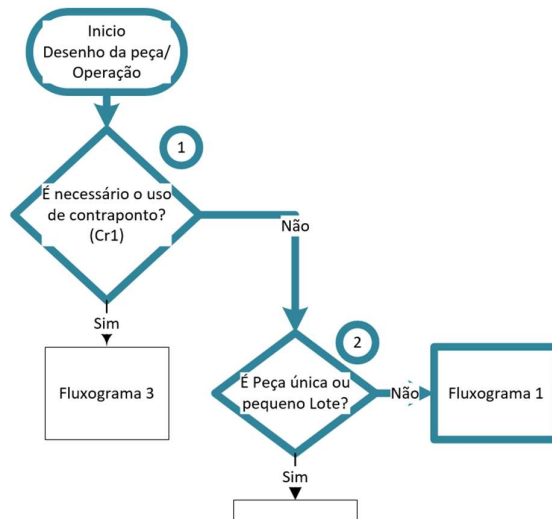 Inicio
Desenho da peça/
Operação
1
É necessário o uso
de contraponto?
(Cr1)
Não
Sim
2
Fluxograma 3
É Peça única ou
pequeno Lote?
Não
Fluxograma 1
Sim